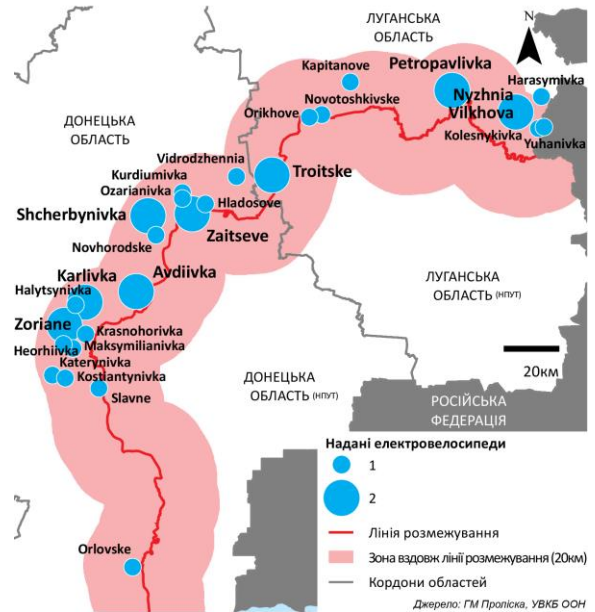 ЛУГАНСЬКА
ОБЛАСТЬ
N
Kapitanove
Petropavlivka
Harasymivka
Nyzhnia
Vilkhova
Novotoshkivske
Orikhove
Kolesnykivka
Yuhanivka
ДОНЕЦЬКА
ОБЛАСТЬ
Vidrodzhennia
Kurdiumivka
Troitske
Ozarianivka
Hladosove
Shcherbynivka
Zaitseve
Novhorodske
Avdiivka
Karlivka
Halytsynivka
ЛУГАНСЬКА
ОБЛАСТЬ (НПУТ)
Zoriane
Krasnohorivka
Maksymilianivka
Heorhiivka
Katerynivka
Kostiantynivka
Slavne
20км
ДОНЕЦЬКА
ОБЛАСТЬ (НПУТ)
РОСІЙСЬКА
ФЕДЕРАЦІЯ
Надані електровелосипеди
1
2
Лінія розмежування
Зона вздовж лінії розмежування (20км)
Кордони областей
Orlovske
Джерело: ГМ Проліска, УВКБ ООН